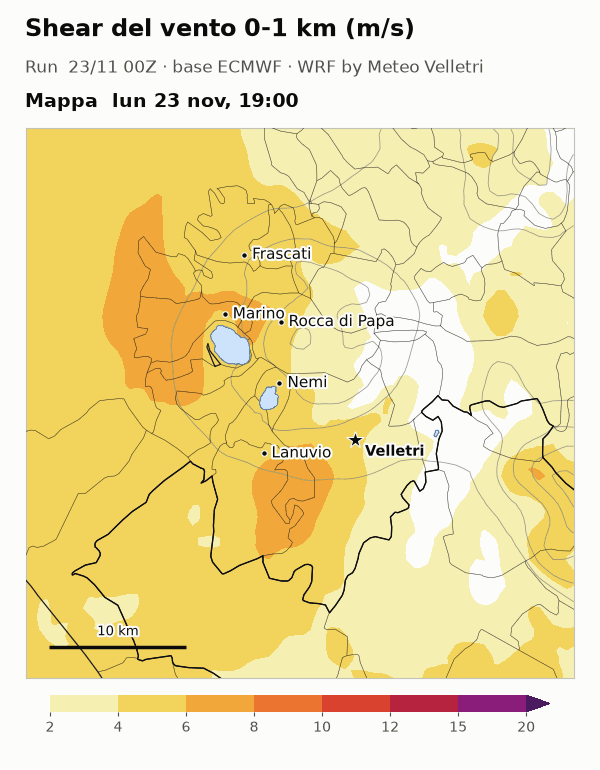 Shear del vento 0-1 km (m/s)
Run  23/11 00Z · base ECMWF · WRF by Meteo Velletri
Mappa  lun 23 nov, 19:00
Frascati
Marino
Rocca di Papa
Nemi
Velletri
Lanuvio
10 km
2 4 6 8 10 12 15 20